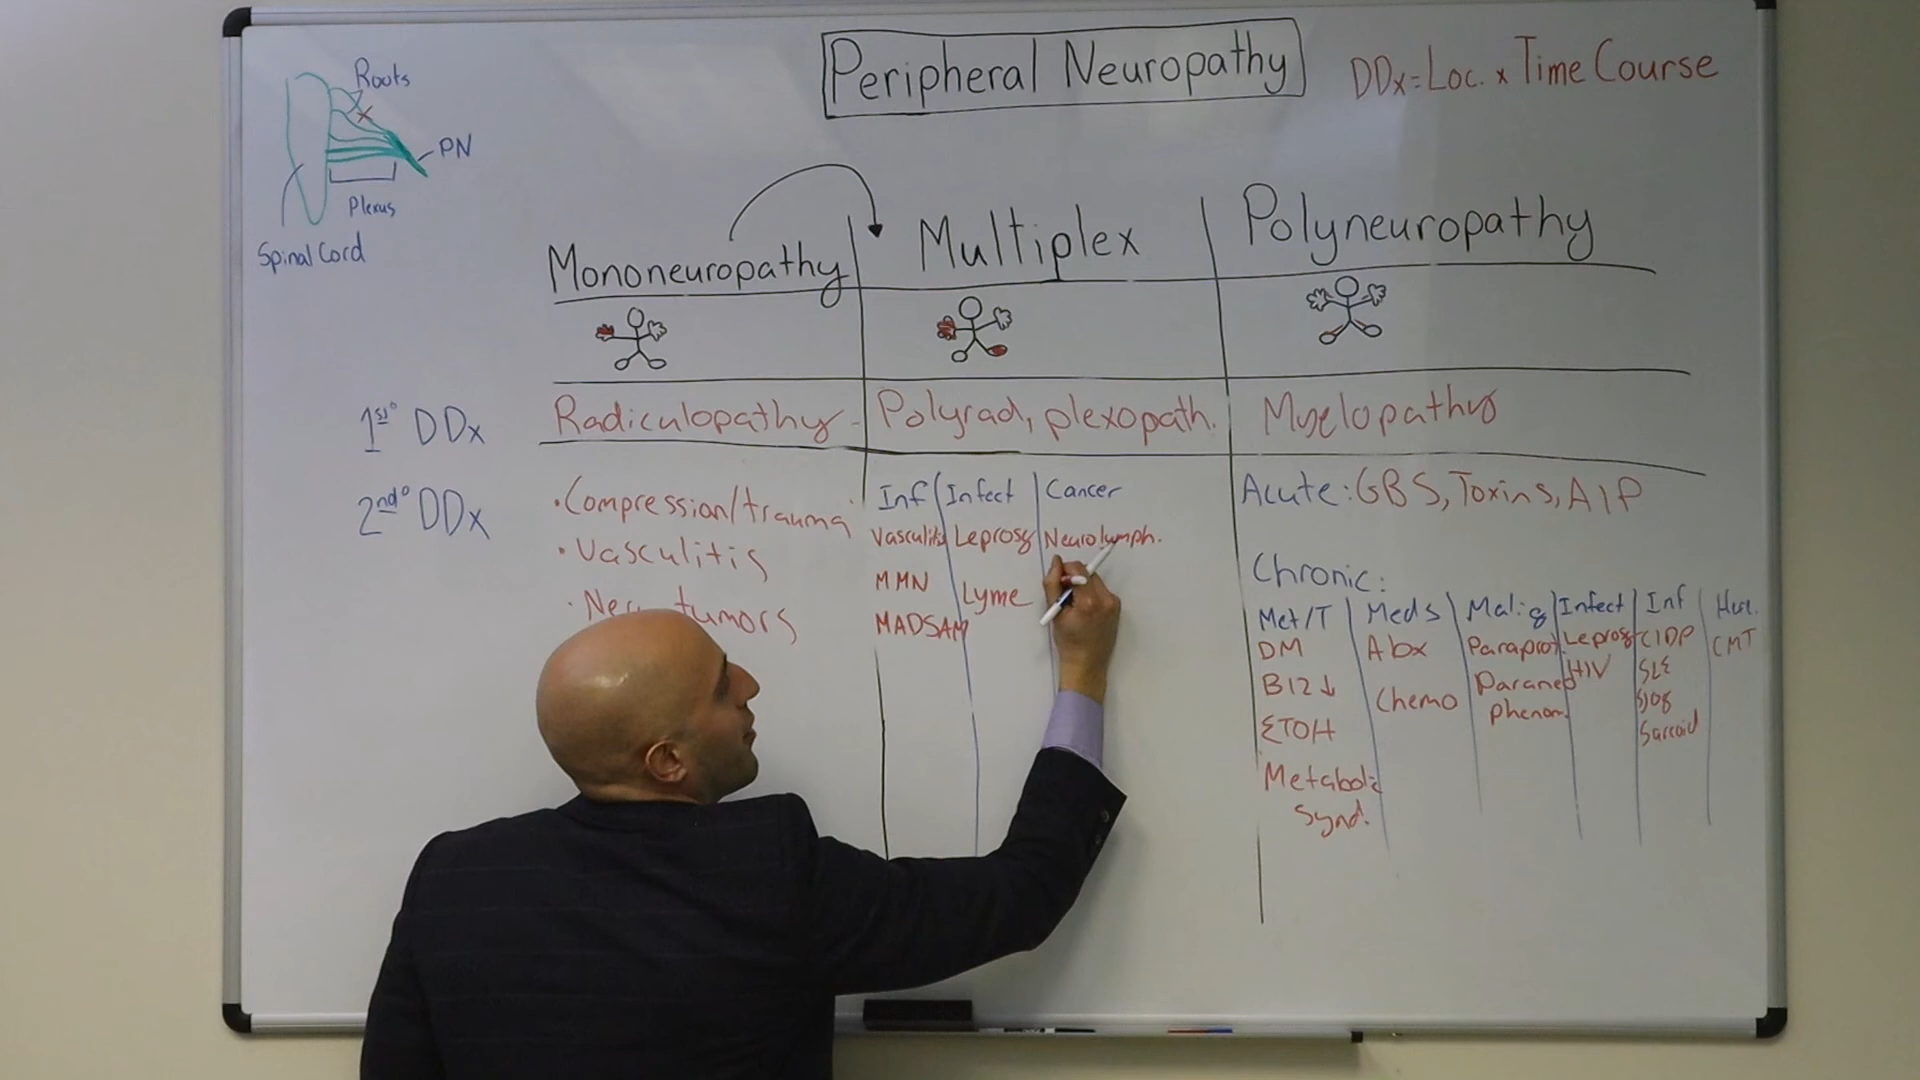 Peripheral Neuropathy
DDx=Loc. x Time Course
Roots
PN
Plexus
Spinal Cord
Mononeuropathy
Multiplex
Polyneuropathy
1st° DDx
Radiculopathy
Polyrad, plexopath.
Myelopathy
2nd° DDx
• Compression/trauma
• Vasculitis
tumors
Inf
Infect
Cancer
Vasculitis
Leprosy
Neurolymph.
MMN
Lyme
MADSAM
Acute: GBS, Toxins, AIP
Chronic:
Met/T
Meds
Malig
Infect
Inf
DM
Abx
Paraprot
Leprosy
CIDP
CMT
B12↓
Chemo
Paraneo
phenom.
HIV
SLE
Sjog
Sarcoid
ETOH
Metabolic
Synd.